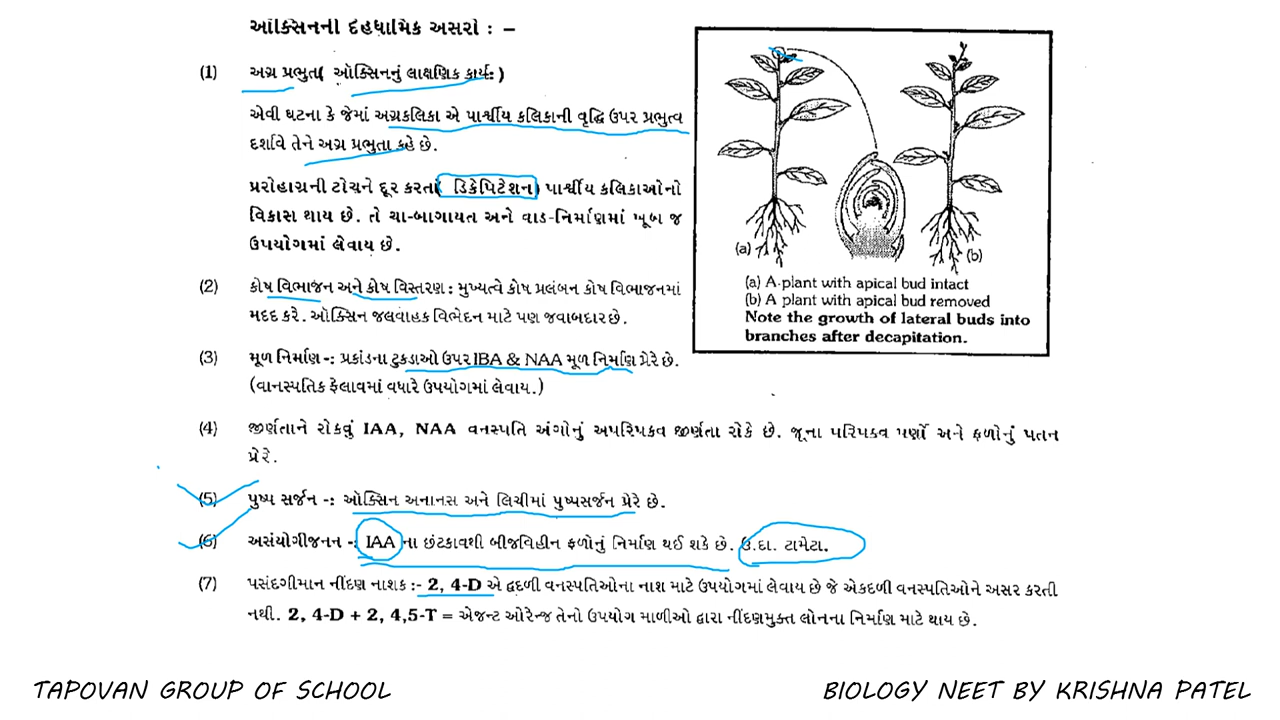 ઑક્સિનની દેહધાર્મિક અસરો : –
(1) અગ્ર પ્રભુતા( ઓક્સિનનું લાક્ષણિક કાર્ય: )
એવી ઘટના કે જેમાં અગ્રકલિકા એ પાર્શ્વીય કલિકાની વૃદ્ધિ ઉપર પ્રભુત્વ
દર્શાવે તેને અગ્ર પ્રભુતા કહે છે.
પ્રરોહાગ્રની ટોચને દૂર કરતા( ડિકેપિટેશન) પાર્શ્વીય કલિકાઓનો
વિકાસ થાય છે. તે ચા-બાગાયત અને વાડ-નિર્માણમાં ખૂબ જ
ઉપયોગમાં લેવાય છે.
(2) કોષ વિભાજન અને કોષ વિસ્તરણ : મુખ્યત્વે કોષ પ્રલંબન કોષ વિભાજનમાં
મદદ કરે. ઓક્સિન જલવાહક વિભેદન માટે પણ જવાબદાર છે.
(3) મૂળ નિર્માણ -: પ્રકાંડના ટુકડાઓ ઉપર IBA & NAA મૂળ નિર્માણ પ્રેરે છે.
(વાનસ્પતિક ફેલાવમાં વધારે ઉપયોગમાં લેવાય.)
(4) જીર્ણતાને રોકવું IAA, NAA વનસ્પતિ અંગોનું અપરિપક્વ જીર્ણતા રોકે છે. જૂના પરિપક્વ પર્ણો અને ફળોનું પતન
પ્રેરે.
(5) પુષ્પ સર્જન -: ઓક્સિન અનાનસ અને લિચીમાં પુષ્પસર્જન પ્રેરે છે.
(6) અસંયોગીજનન -: IAA ના છંટકાવથી બીજવિહીન ફળોનું નિર્માણ થઈ શકે છે. ઉ.દા. ટામેટા.
(7) પસંદગીમાન નીંદણ નાશક :- 2, 4-D એ દ્વદળી વનસ્પતિઓના નાશ માટે ઉપયોગમાં લેવાય છે જે એકદળી વનસ્પતિઓને અસર કરતી
નથી. 2, 4-D + 2, 4,5-T = એજન્ટ ઓરેન્જ તેનો ઉપયોગ માળીઓ દ્વારા નીંદણમુક્ત લોનના નિર્માણ માટે થાય છે.
(a)
(b)
(a) A plant with apical bud intact
(b) A plant with apical bud removed
Note the growth of lateral buds into
branches after decapitation.
TAPOVAN GROUP OF SCHOOL
BIOLOGY NEET BY KRISHNA PATEL